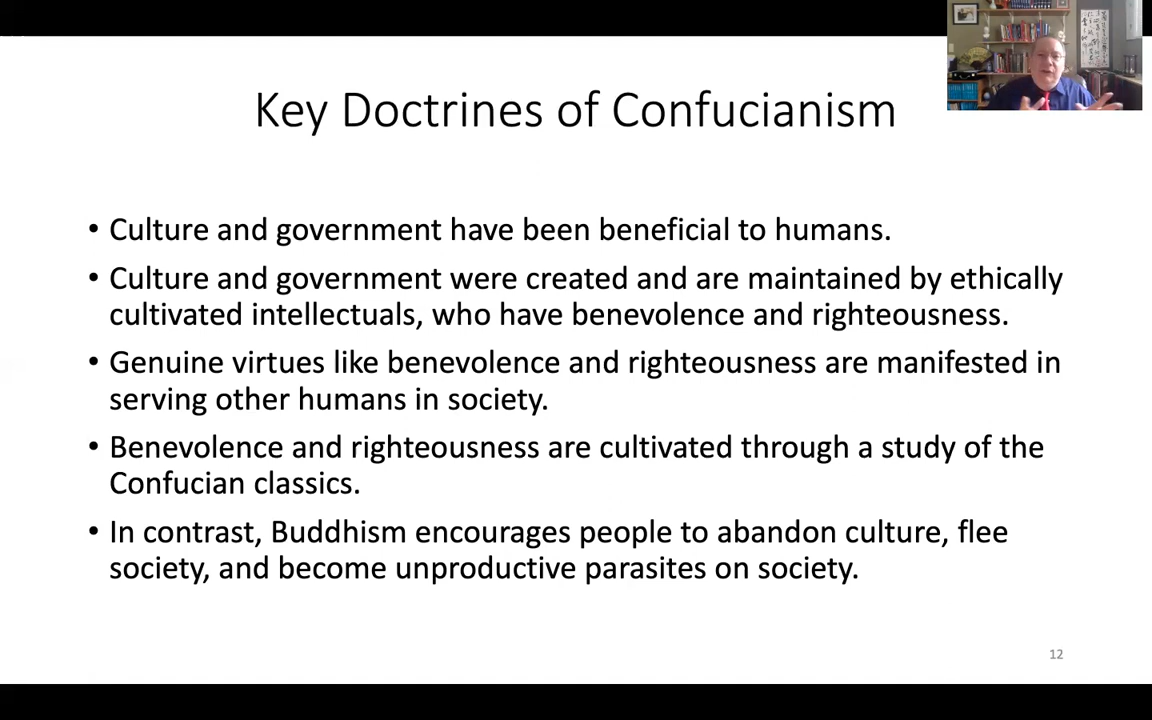 Key Doctrines of Confucianism
• Culture and government have been beneficial to humans.
• Culture and government were created and are maintained by ethically
cultivated intellectuals, who have benevolence and righteousness.
• Genuine virtues like benevolence and righteousness are manifested in
serving other humans in society.
• Benevolence and righteousness are cultivated through a study of the
Confucian classics.
• In contrast, Buddhism encourages people to abandon culture, flee
society, and become unproductive parasites on society.
12